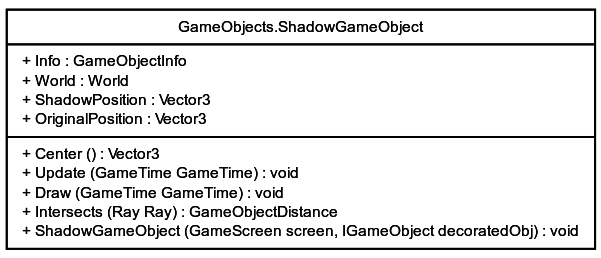 GameObjects.ShadowGameObject
+ Info : GameObjectInfo
+ World : World
+ ShadowPosition : Vector3
+ OriginalPosition : Vector3
+ Center () : Vector3
+ Update (GameTime GameTime) : void
+ Draw (GameTime GameTime) : void
+ Intersects (Ray Ray) : GameObjectDistance
+ ShadowGameObject (GameScreen screen, IGameObject decoratedObj) : void